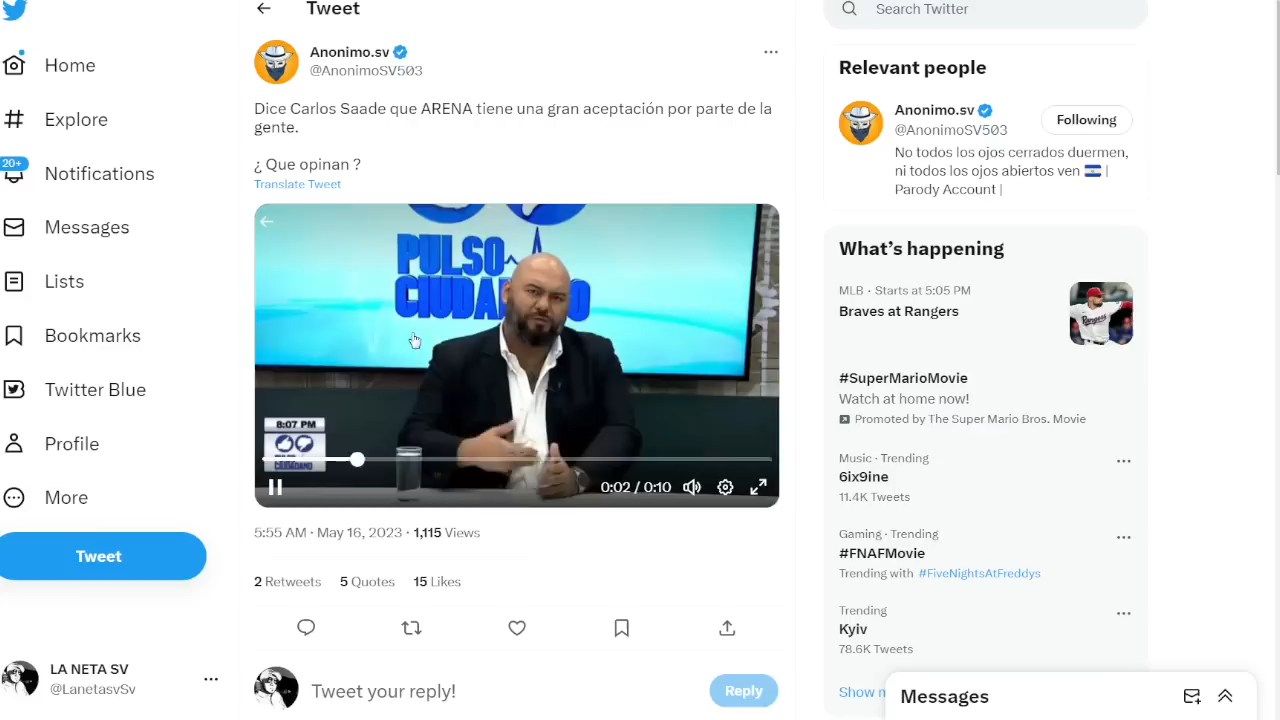 Tweet
Search Twitter
Home
Explore
20+
Notifications
Messages
Lists
Bookmarks
Twitter Blue
Profile
More
Tweet
LA NETA SV
@LanetasvSv
Anonimo.sv
@AnonimoSV503
Dice Carlos Saade que ARENA tiene una gran aceptación por parte de la
gente.
¿ Que opinan ?
Translate Tweet
PULSO
CIUDADANO
8:07 PM
PULSO
CIUDADANO
0:02 / 0:10
5:55 AM · May 16, 2023 · 1,115 Views
2 Retweets 5 Quotes 15 Likes
Tweet your reply!
Reply
Relevant people
Anonimo.sv
@AnonimoSV503
Following
No todos los ojos cerrados duermen,
ni todos los ojos abiertos ven 🇸🇻 |
Parody Account |
What's happening
MLB · Starts at 5:05 PM
Braves at Rangers
Rangers
#SuperMarioMovie
Watch at home now!
Promoted by The Super Mario Bros. Movie
Music · Trending
6ix9ine
11.4K Tweets
Gaming · Trending
#FNAFMovie
Trending with #FiveNightsAtFreddys
Trending
Kyiv
78.6K Tweets
Show
Messages